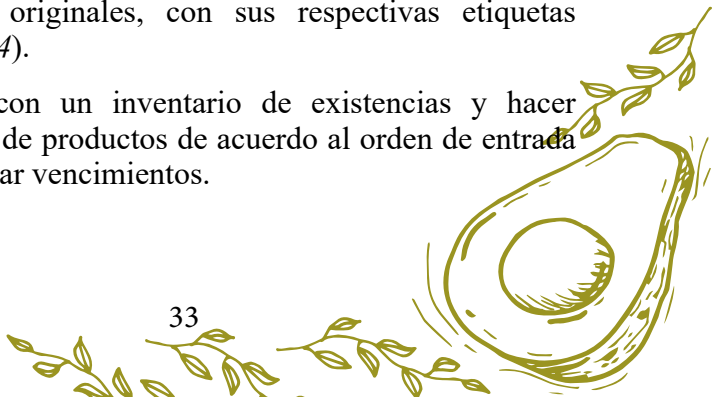 originales, con sus respectivas etiquetas
4).
con un inventario de existencias y hacer
de productos de acuerdo al orden de entrada
ar vencimientos.
33